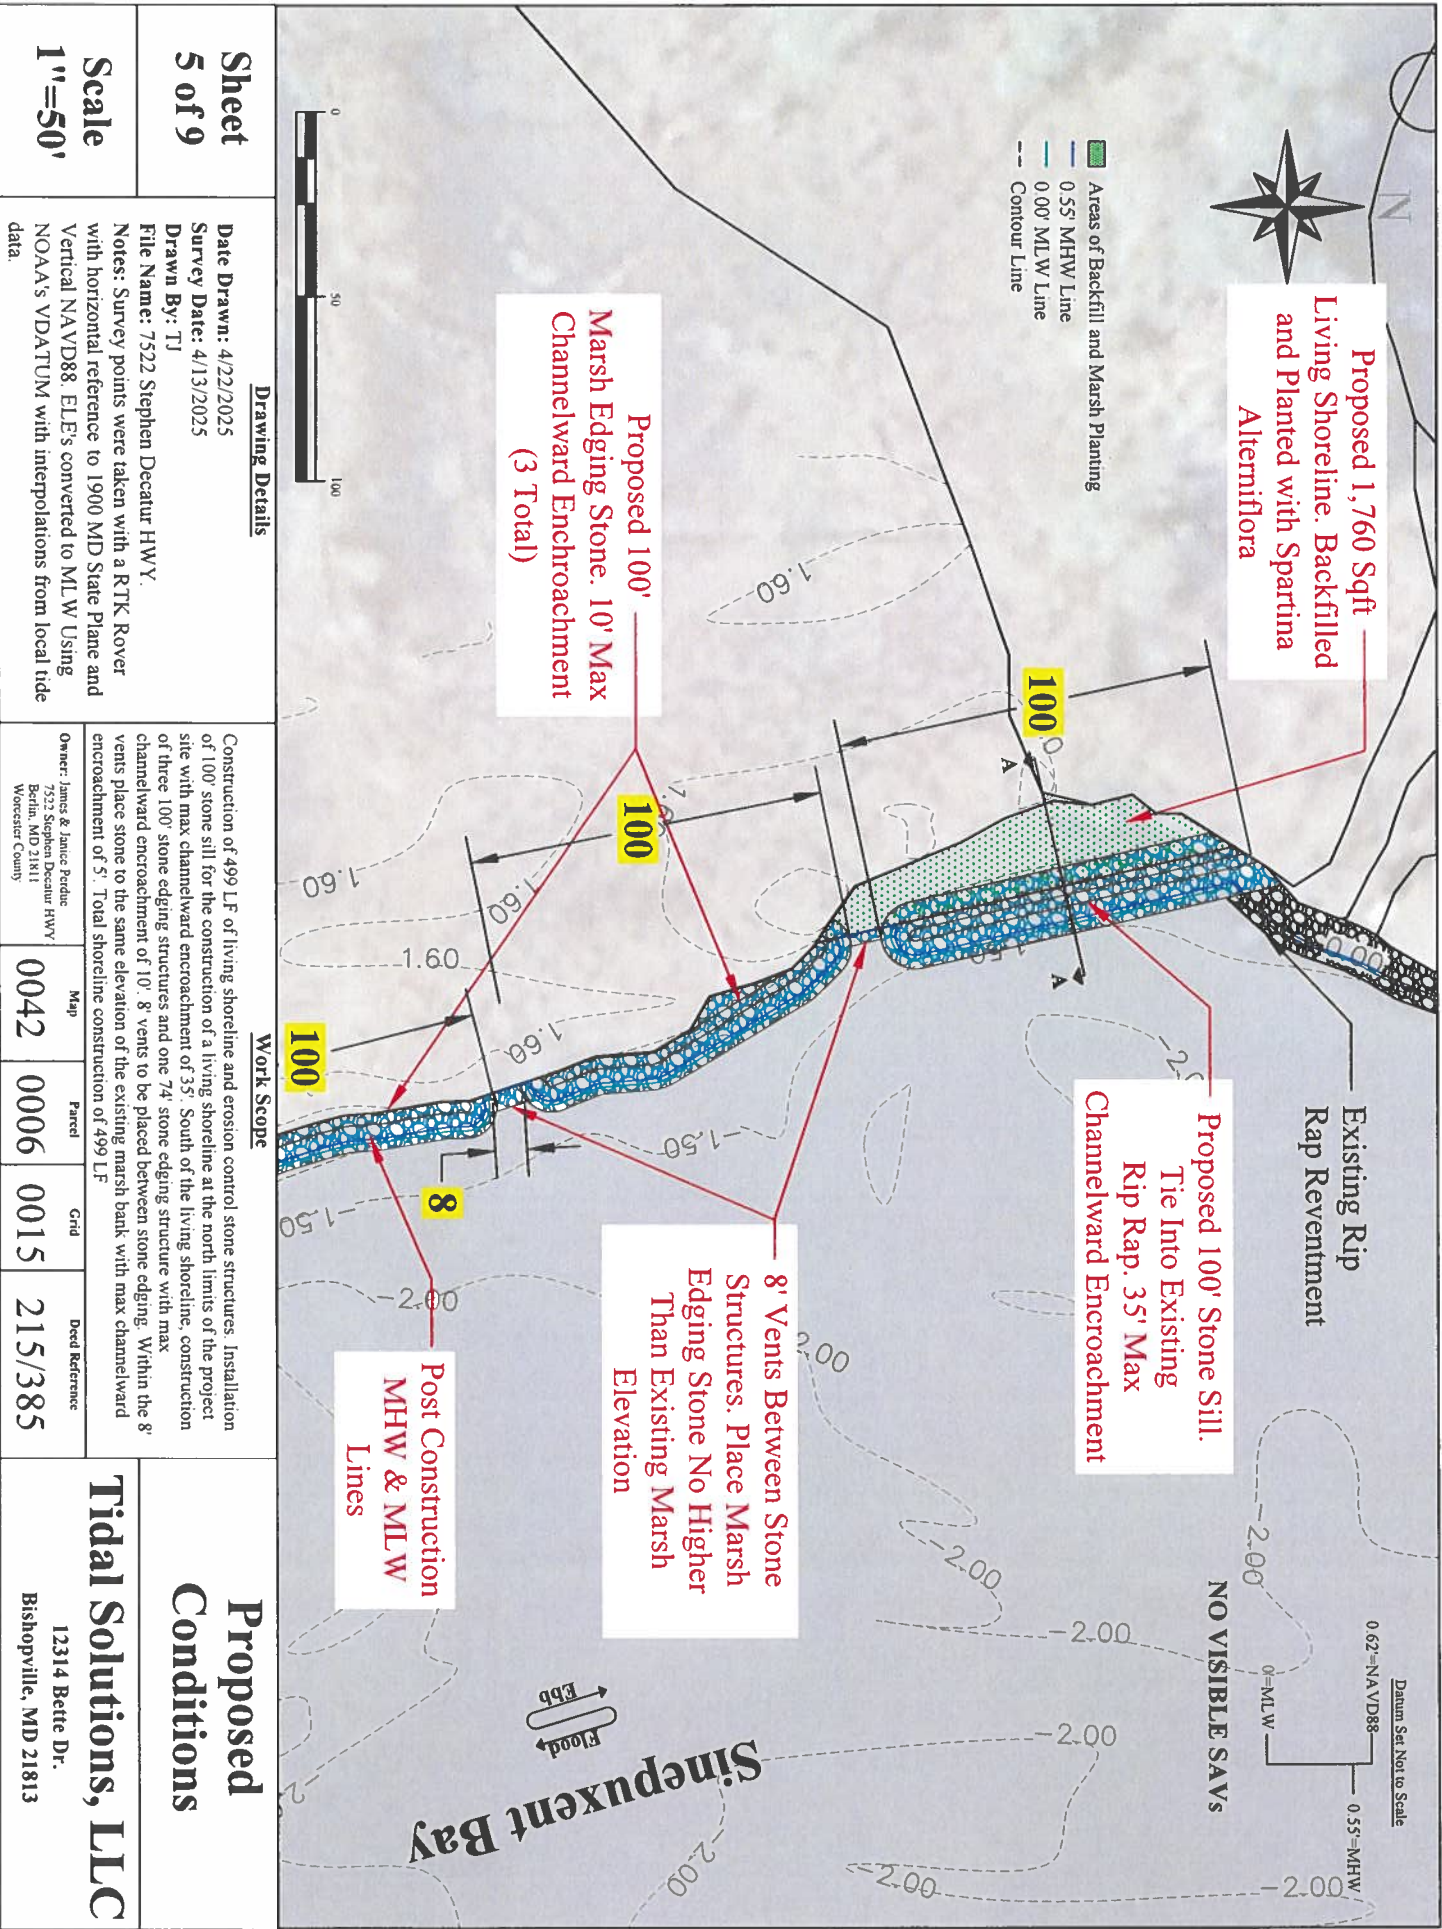 N
Proposed 1,760 Sqft
Living Shoreline. Backfilled
and Planted with Spartina
Alterniflora
Areas of Backfill and Marsh Planting
0.55' MHW Line
0.00' MLW Line
Contour Line
0
50
100
Proposed 100'
Marsh Edging Stone. 10' Max
Channelward Enchroachment
(3 Total)
Existing Rip
Rap Reventment
Proposed 100' Stone Sill.
Tie Into Existing
Rip Rap. 35' Max
Channelward Encroachment
8' Vents Between Stone
Structures. Place Marsh
Edging Stone No Higher
Than Existing Marsh
Elevation
Post Construction
MHW & MLW
Lines
100
100
100
8
A
A
1.60
1.60
1.60
1.60
1.60
0.00
-1.50
-1.50
-2.00
-2.00
-2.00
-2.00
-2.00
-2.00
-2.00
-2.00
-2.00
Datum Set Not to Scale
0.62'=NAVD88
0.55'=MHW
0'=MLW
NO VISIBLE SAVs
Ebb
Flood
Sinepuxent Bay
Sheet
5 of 9
Scale
1"=50'
Drawing Details
Date Drawn: 4/22/2025
Survey Date: 4/13/2025
Drawn By: TJ
File Name: 7522 Stephen Decatur HWY.
Notes: Survey points were taken with a RTK Rover
with horizontal reference to 1900 MD State Plane and
Vertical NAVD88. ELE's converted to MLW Using
NOAA's VDATUM with interpolations from local tide
data.
Work Scope
Construction of 499 LF of living shoreline and erosion control stone structures. Installation
of 100' stone sill for the construction of a living shoreline at the north limits of the project
site with max channelward encroachment of 35'. South of the living shoreline, construction
of three 100' stone edging structures and one 74' stone edging structure with max
channelward encroachment of 10'. 8' vents to be placed between stone edging. Within the 8'
vents place stone to the same elevation of the existing marsh bank with max channelward
encroachment of 5'. Total shoreline construction of 499 LF
Owner: James & Janice Perdue
7522 Stephen Decatur HWY
Berlin, MD 21811
Worcester County
Map
0042
Parcel
0006
Grid
0015
Deed Reference
215/385
Proposed
Conditions
Tidal Solutions, LLC
12314 Bette Dr.
Bishopville, MD 21813